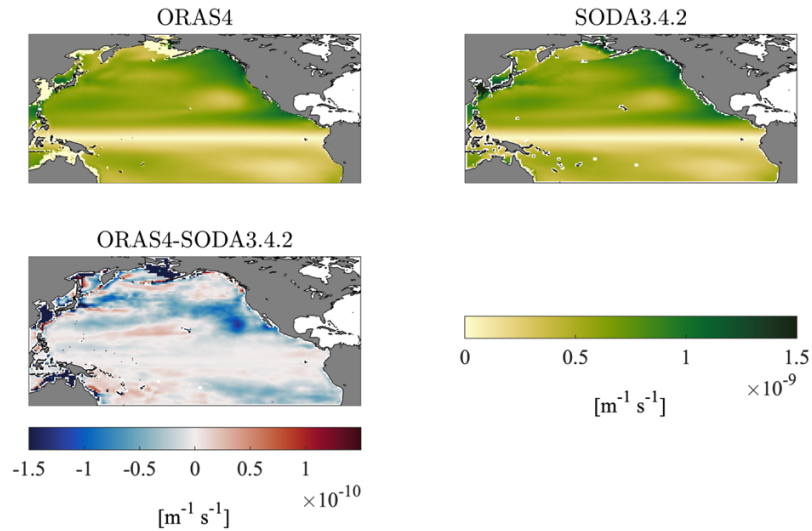 ORAS4
SODA3.4.2
ORAS4-SODA3.4.2
0 0.5 1 1.5
×10⁻⁹
[m⁻¹ s⁻¹]
-1.5 -1 -0.5 0 0.5 1
×10⁻¹⁰
[m⁻¹ s⁻¹]